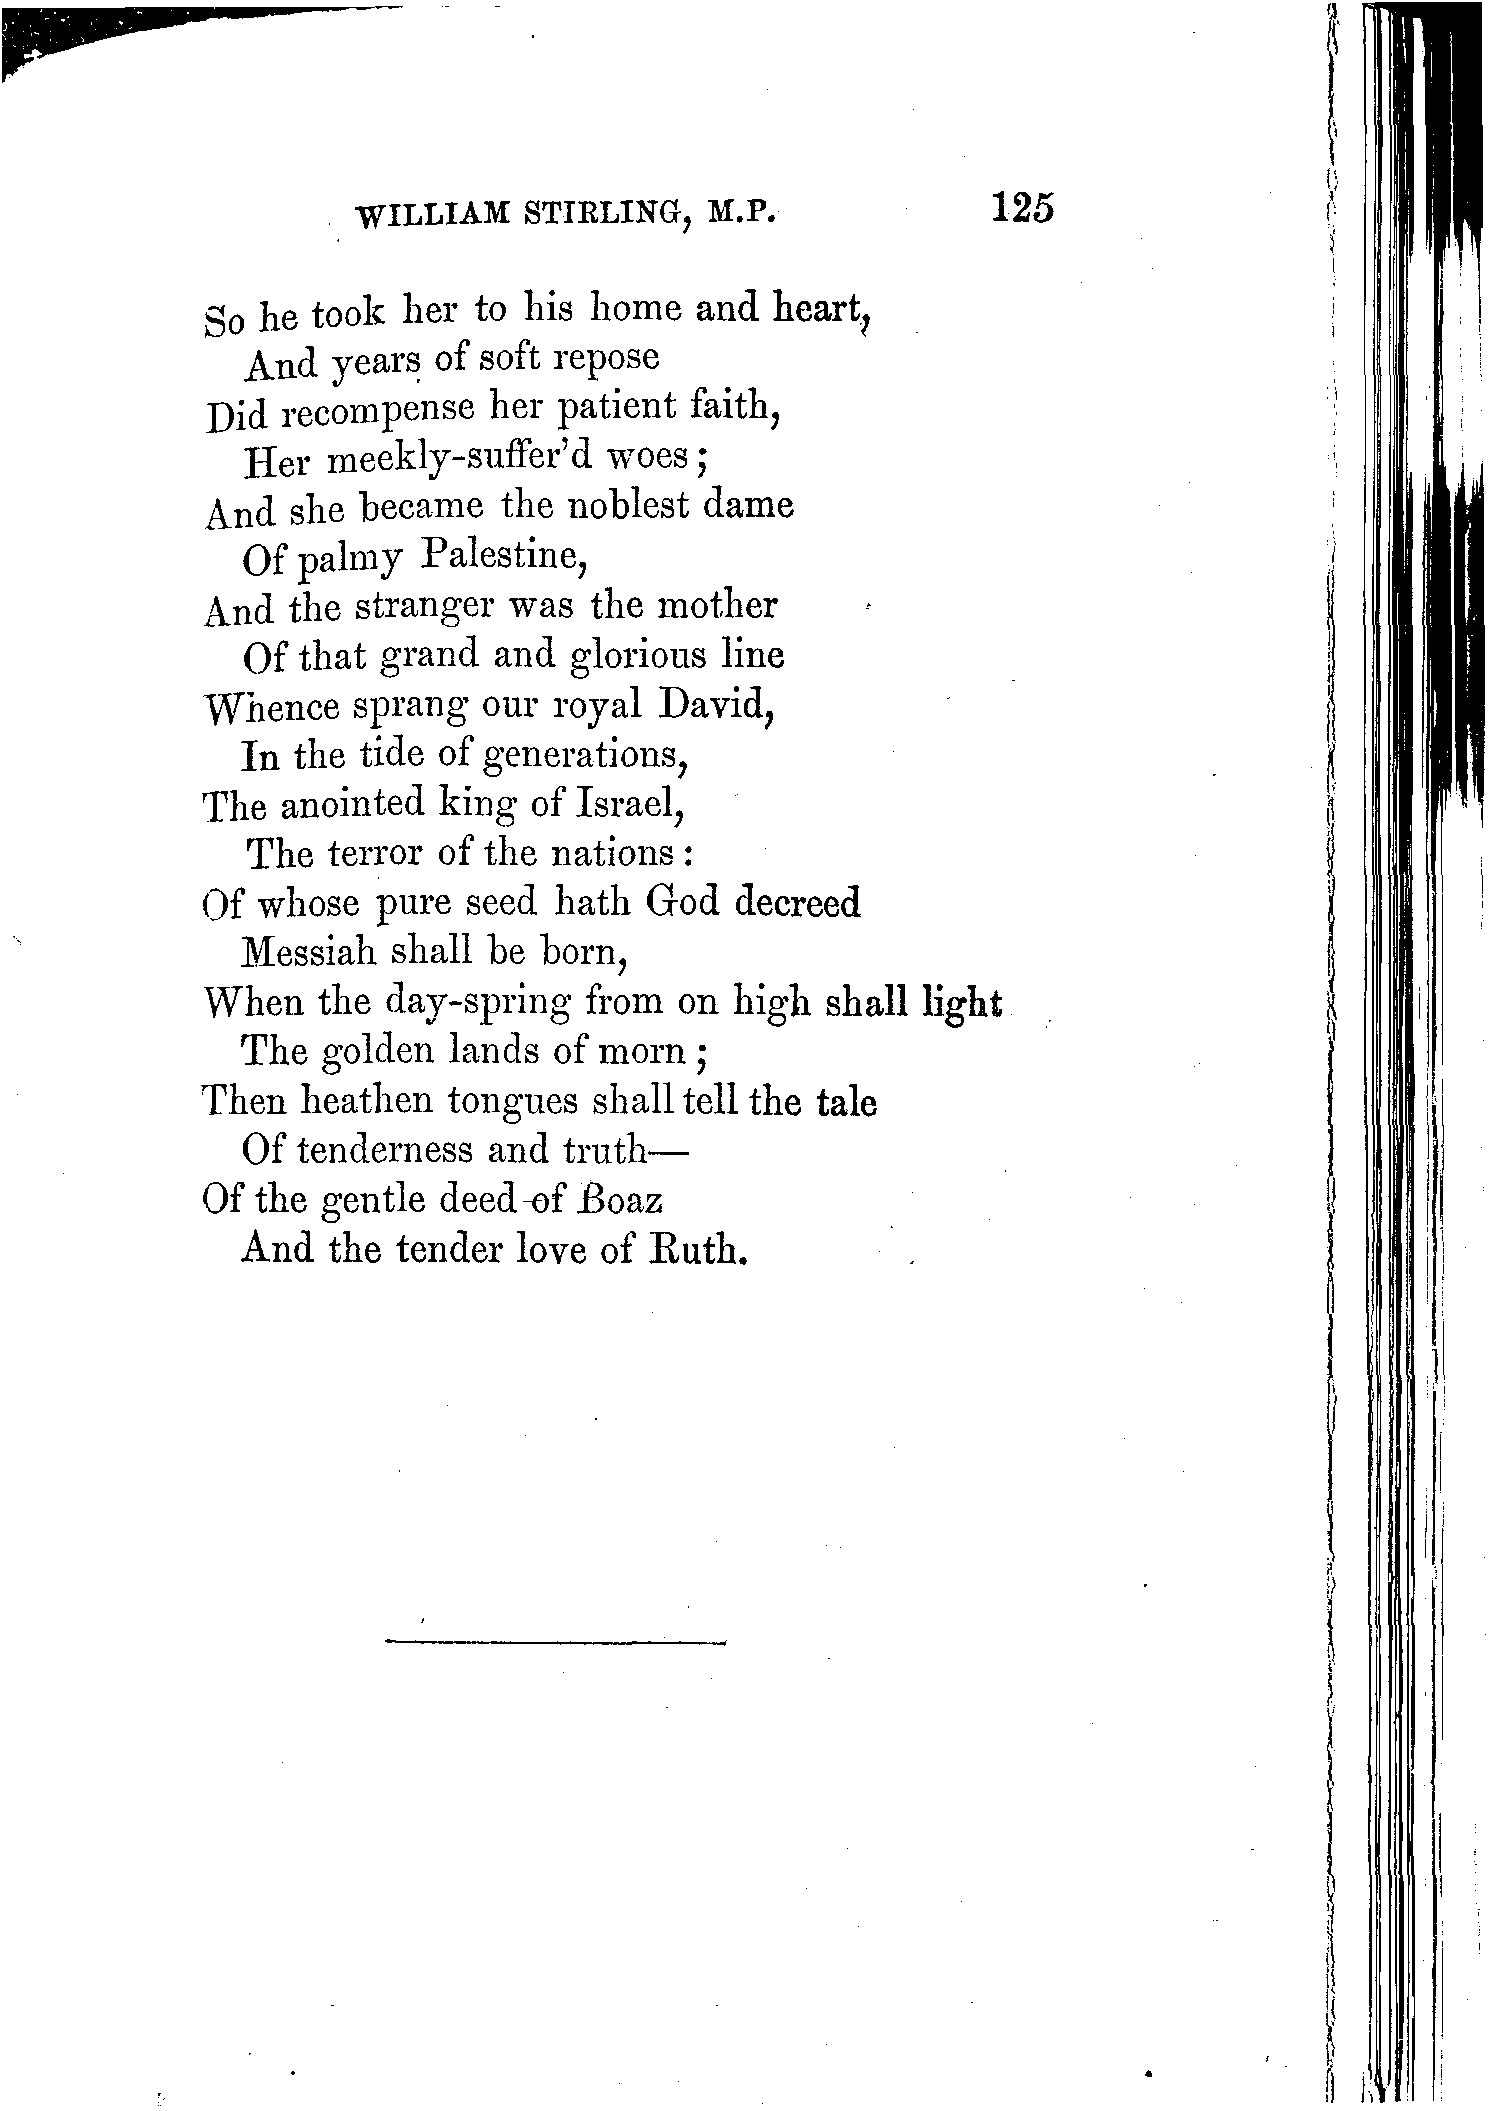 WILLIAM STIRLING, M.P. 125
So he took her to his home and heart,
And years of soft repose
Did recompense her patient faith,
Her meekly-suffer'd woes;
And she became the noblest dame
Of palmy Palestine,
And the stranger was the mother
Of that grand and glorious line
Whence sprang our royal David,
In the tide of generations,
The anointed king of Israel,
The terror of the nations:
Of whose pure seed hath God decreed
Messiah shall be born,
When the day-spring from on high shall light
The golden lands of morn;
Then heathen tongues shall tell the tale
Of tenderness and truth—
Of the gentle deed of Boaz
And the tender love of Ruth.